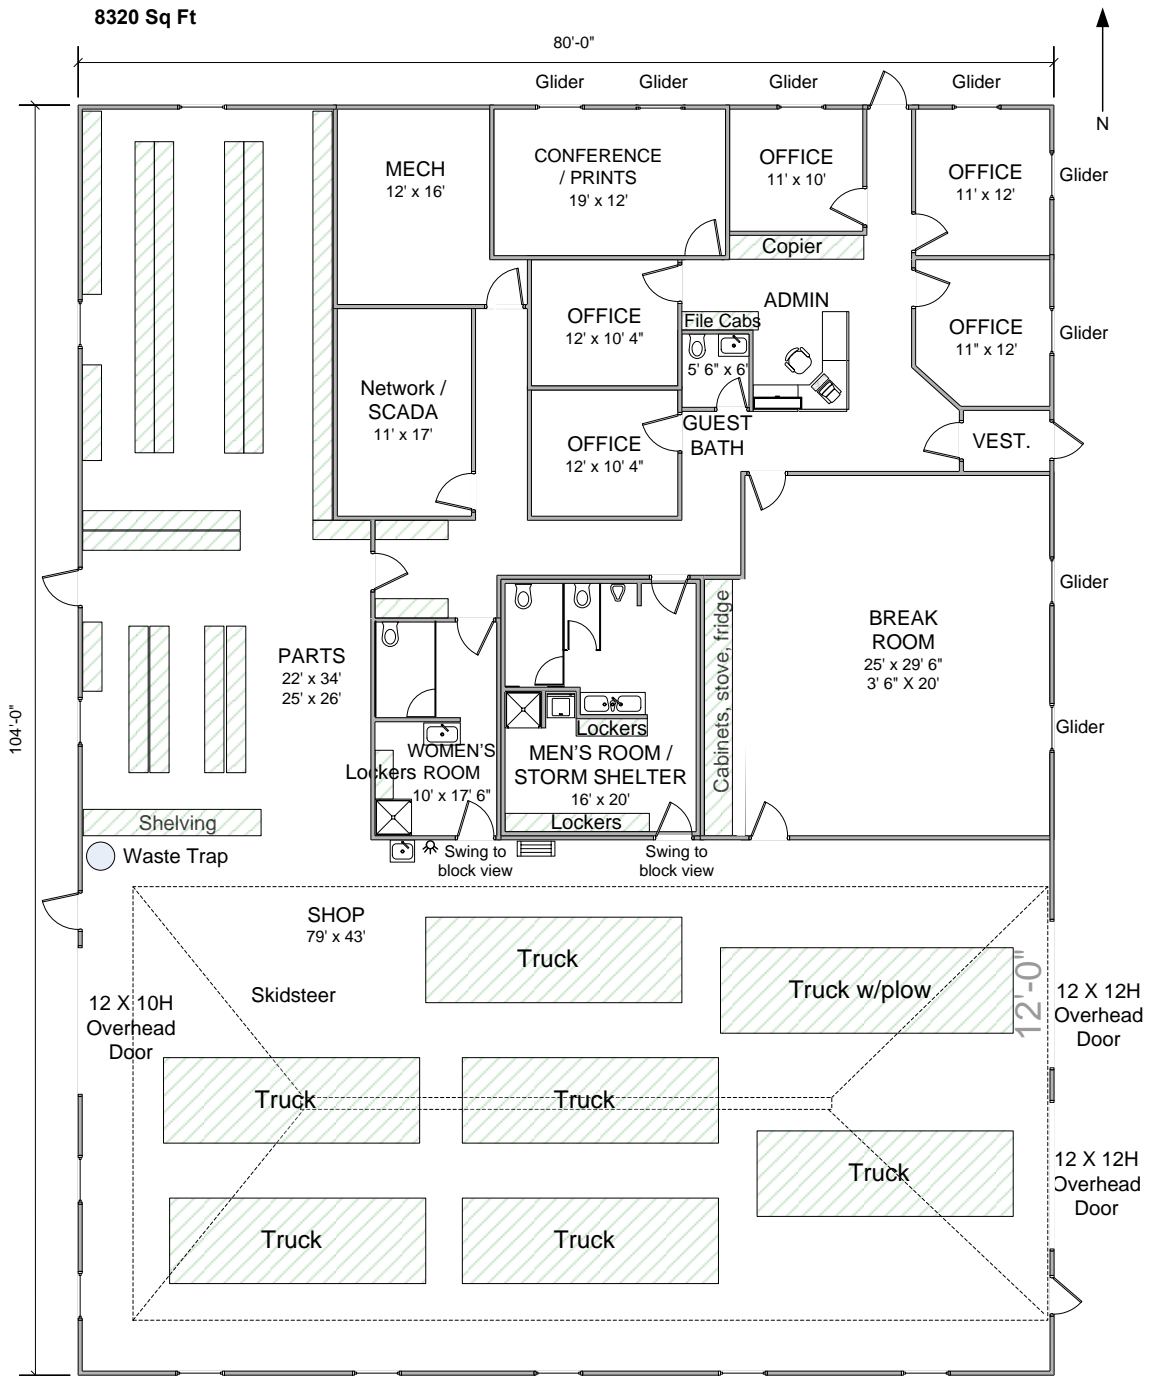 8320 Sq Ft
80'-0"
Glider
Glider
Glider
Glider
N
MECH
12' x 16'
CONFERENCE
/ PRINTS
19' x 12'
OFFICE
11' x 10'
OFFICE
11' x 12'
Glider
Copier
ADMIN
OFFICE
12' x 10' 4"
File Cabs
OFFICE
11" x 12'
Glider
5' 6" x 6'
Network /
SCADA
11' x 17'
GUEST
BATH
OFFICE
12' x 10' 4"
VEST.
Glider
BREAK
ROOM
25' x 29' 6"
3' 6" X 20'
PARTS
22' x 34'
25' x 26'
Cabinets, stove, fridge
104'-0"
Glider
Lockers
WOMEN'S
ROOM
10' x 17' 6"
Lockers
MEN'S ROOM /
STORM SHELTER
16' x 20'
Lockers
Shelving
Waste Trap
Swing to
block view
Swing to
block view
SHOP
79' x 43'
Truck
Truck w/plow
12'-0"
Skidsteer
12 X 10H
Overhead
Door
12 X 12H
Overhead
Door
Truck
Truck
Truck
12 X 12H
Overhead
Door
Truck
Truck